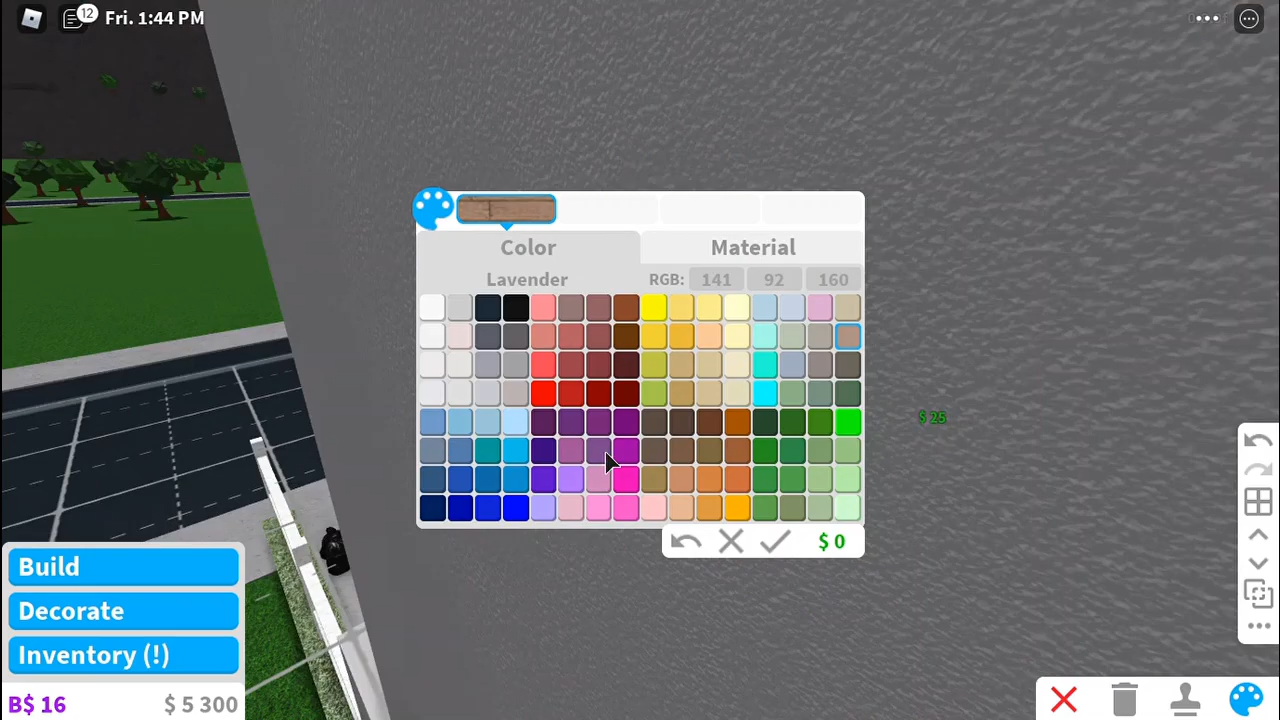 12 Fri. 1:44 PM
Color Material
Lavender RGB: 141 92 160
$ 25
$ 0
Build
Decorate
Inventory (!)
B$ 16 $ 5 300